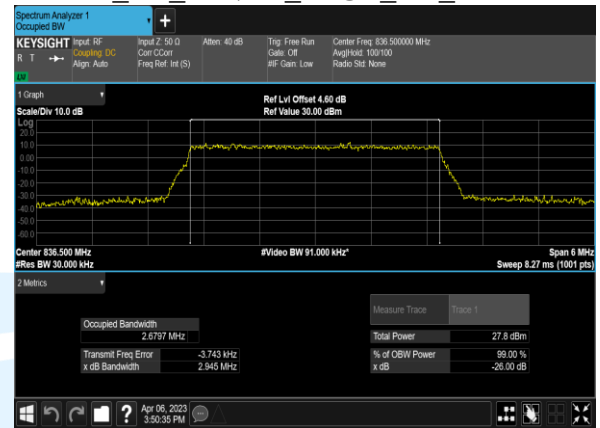 Spectrum Analyzer 1
Occupied BW
KEYSIGHT Input: RF Input Z: 50 Ω Atten: 40 dB Trig: Free Run Center Freq: 836.500000 MHz
R T Coupling: DC Corr CCorr Gate: Off Avg|Hold: 100/100
Align: Auto Freq Ref: Int (S) #IF Gain: Low Radio Std: None
1 Graph
Ref Lvl Offset 4.60 dB
Scale/Div 10.0 dB Ref Value 30.00 dBm
Log
20.0
10.0
0.00
-10.0
-20.0
-30.0
-40.0
-50.0
-60.0
Center 836.500 MHz #Video BW 91.000 kHz* Span 6 MHz
#Res BW 30.000 kHz Sweep 8.27 ms (1001 pts)
2 Metrics
Measure Trace Trace 1
Occupied Bandwidth
2.6797 MHz Total Power 27.8 dBm
Transmit Freq Error -3.743 kHz % of OBW Power 99.00 %
x dB Bandwidth 2.945 MHz x dB -26.00 dB
Apr 06, 2023
3:50:35 PM